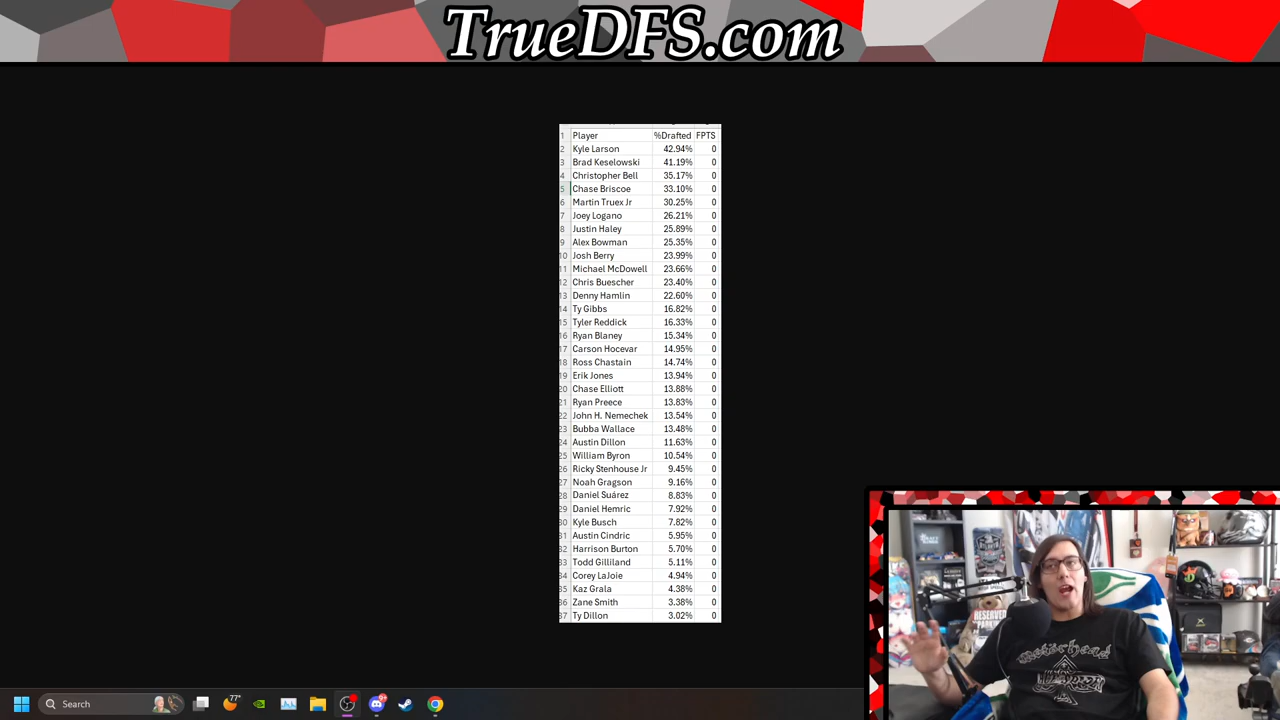 TrueDFS.com
1 Player %Drafted FPTS
2 Kyle Larson 42.94% 0
3 Brad Keselowski 41.19% 0
4 Christopher Bell 35.17% 0
5 Chase Briscoe 33.10% 0
6 Martin Truex Jr 30.25% 0
7 Joey Logano 26.21% 0
8 Justin Haley 25.89% 0
9 Alex Bowman 25.35% 0
10 Josh Berry 23.99% 0
11 Michael McDowell 23.66% 0
12 Chris Buescher 23.40% 0
13 Denny Hamlin 22.60% 0
14 Ty Gibbs 16.82% 0
15 Tyler Reddick 16.33% 0
16 Ryan Blaney 15.34% 0
17 Carson Hocevar 14.95% 0
18 Ross Chastain 14.74% 0
19 Erik Jones 13.94% 0
20 Chase Elliott 13.88% 0
21 Ryan Preece 13.83% 0
22 John H. Nemechek 13.54% 0
23 Bubba Wallace 13.48% 0
24 Austin Dillon 11.63% 0
25 William Byron 10.54% 0
26 Ricky Stenhouse Jr 9.45% 0
27 Noah Gragson 9.16% 0
28 Daniel Suárez 8.83% 0
29 Daniel Hemric 7.92% 0
30 Kyle Busch 7.82% 0
31 Austin Cindric 5.95% 0
32 Harrison Burton 5.70% 0
33 Todd Gilliland 5.11% 0
34 Corey LaJoie 4.94% 0
35 Kaz Grala 4.38% 0
36 Zane Smith 3.38% 0
37 Ty Dillon 3.02% 0
RESERVED
PARKING
motörhead
Search
77°